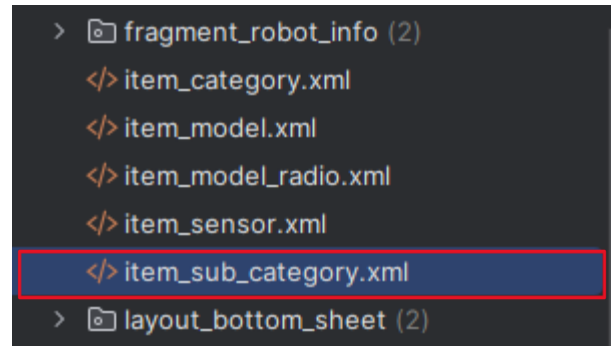 fragment_robot_info (2)
</> item_category.xml
</> item_model.xml
</> item_model_radio.xml
</> item_sensor.xml
</> item_sub_category.xml
layout_bottom_sheet (2)